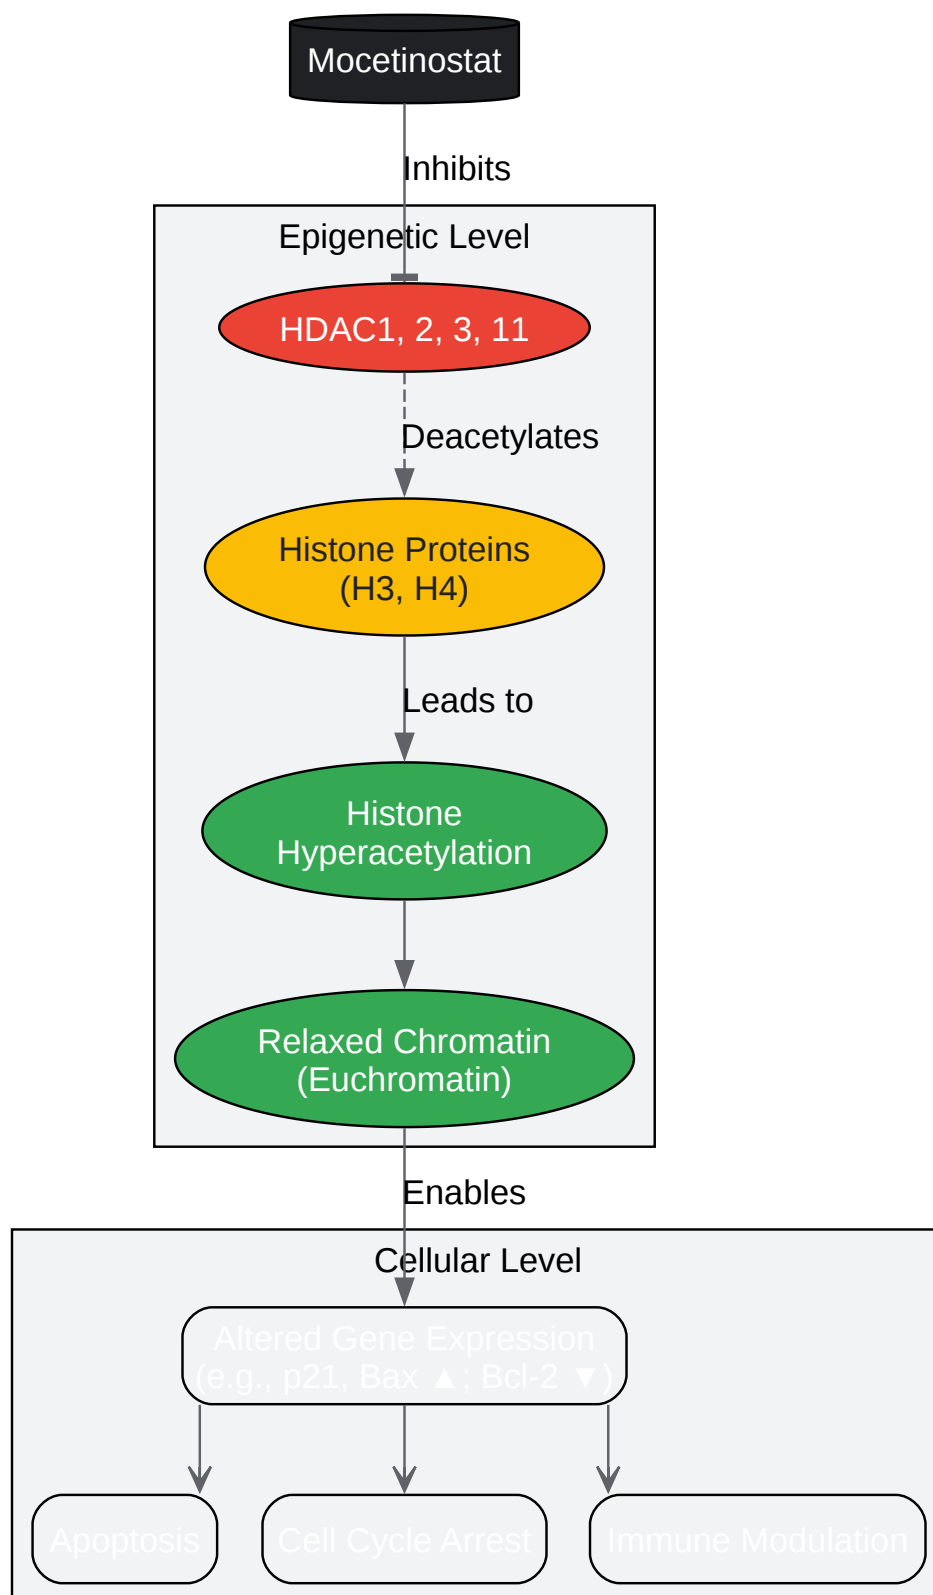 Mocetinostat
Inhibits
Epigenetic Level
HDAC1, 2, 3, 11
Deacetylates
Histone Proteins
(H3, H4)
Leads to
Histone
Hyperacetylation
Relaxed Chromatin
(Euchromatin)
Enables
Cellular Level
Altered Gene Expression
(e.g., p21, Bax ▲; Bcl-2 ▼)
Apoptosis
Cell Cycle Arrest
Immune Modulation